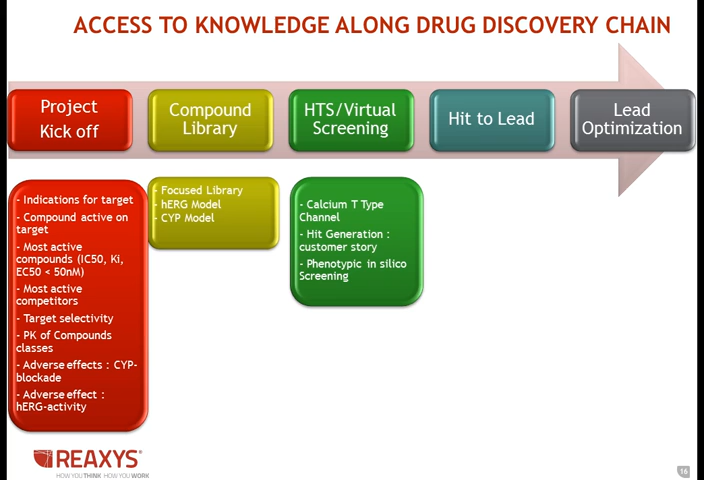 ACCESS TO KNOWLEDGE ALONG DRUG DISCOVERY CHAIN
Project
Kick off
Compound
Library
HTS/Virtual
Screening
Hit to Lead
Lead
Optimization
- Indications for target
- Compound active on
target
- Most active
compounds (IC50, Ki,
EC50 < 50nM)
- Most active
competitors
- Target selectivity
- PK of Compounds
classes
- Adverse effects : CYP-
blockade
- Adverse effect :
hERG-activity
- Focused Library
- hERG Model
- CYP Model
- Calcium T Type
Channel
- Hit Generation :
customer story
- Phenotypic in silico
Screening
REAXYS®
HOW YOU THINK HOW YOU WORK
16